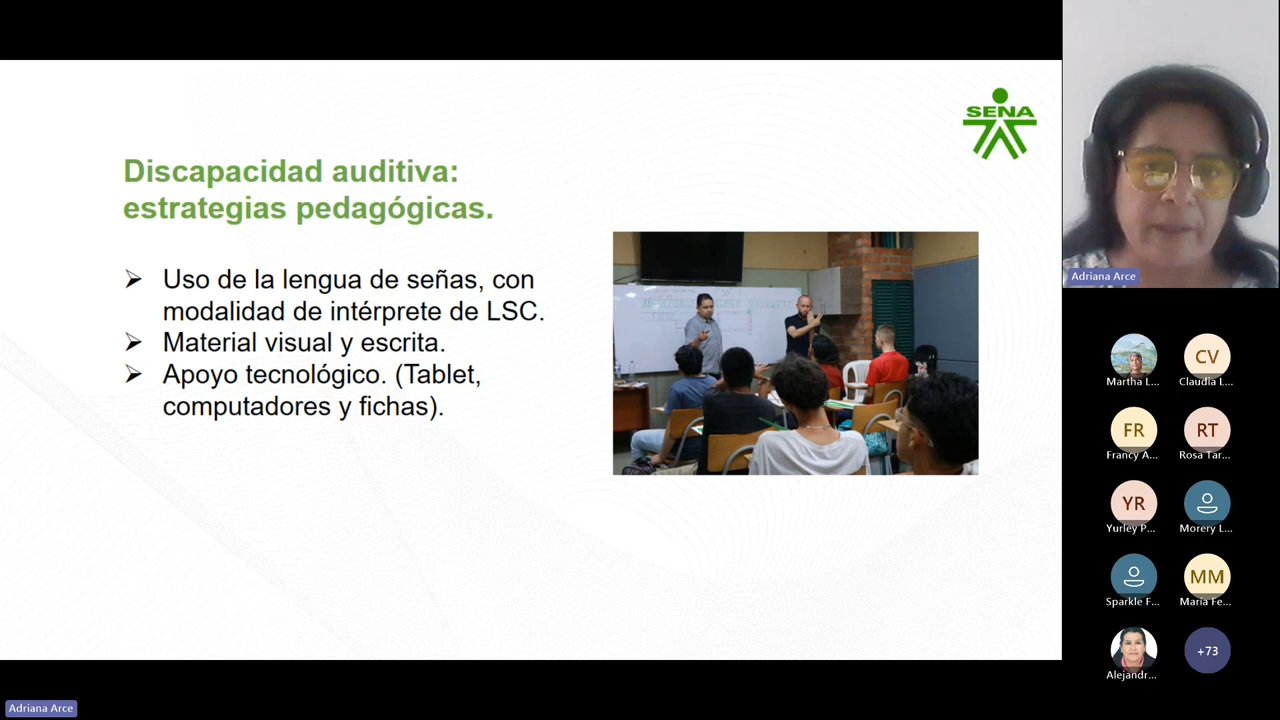 SENA
Discapacidad auditiva:
estrategias pedagógicas.
➢ Uso de la lengua de señas, con
modalidad de intérprete de LSC.
➢ Material visual y escrita.
➢ Apoyo tecnológico. (Tablet,
computadores y fichas).
Adriana Arce
Martha L...
CV
Claudia L...
FR
Francy A...
RT
Rosa Tar...
YR
Yurley P...
Morery L...
Sparkle F...
MM
María Fe...
Alejandr...
+73
Adriana Arce